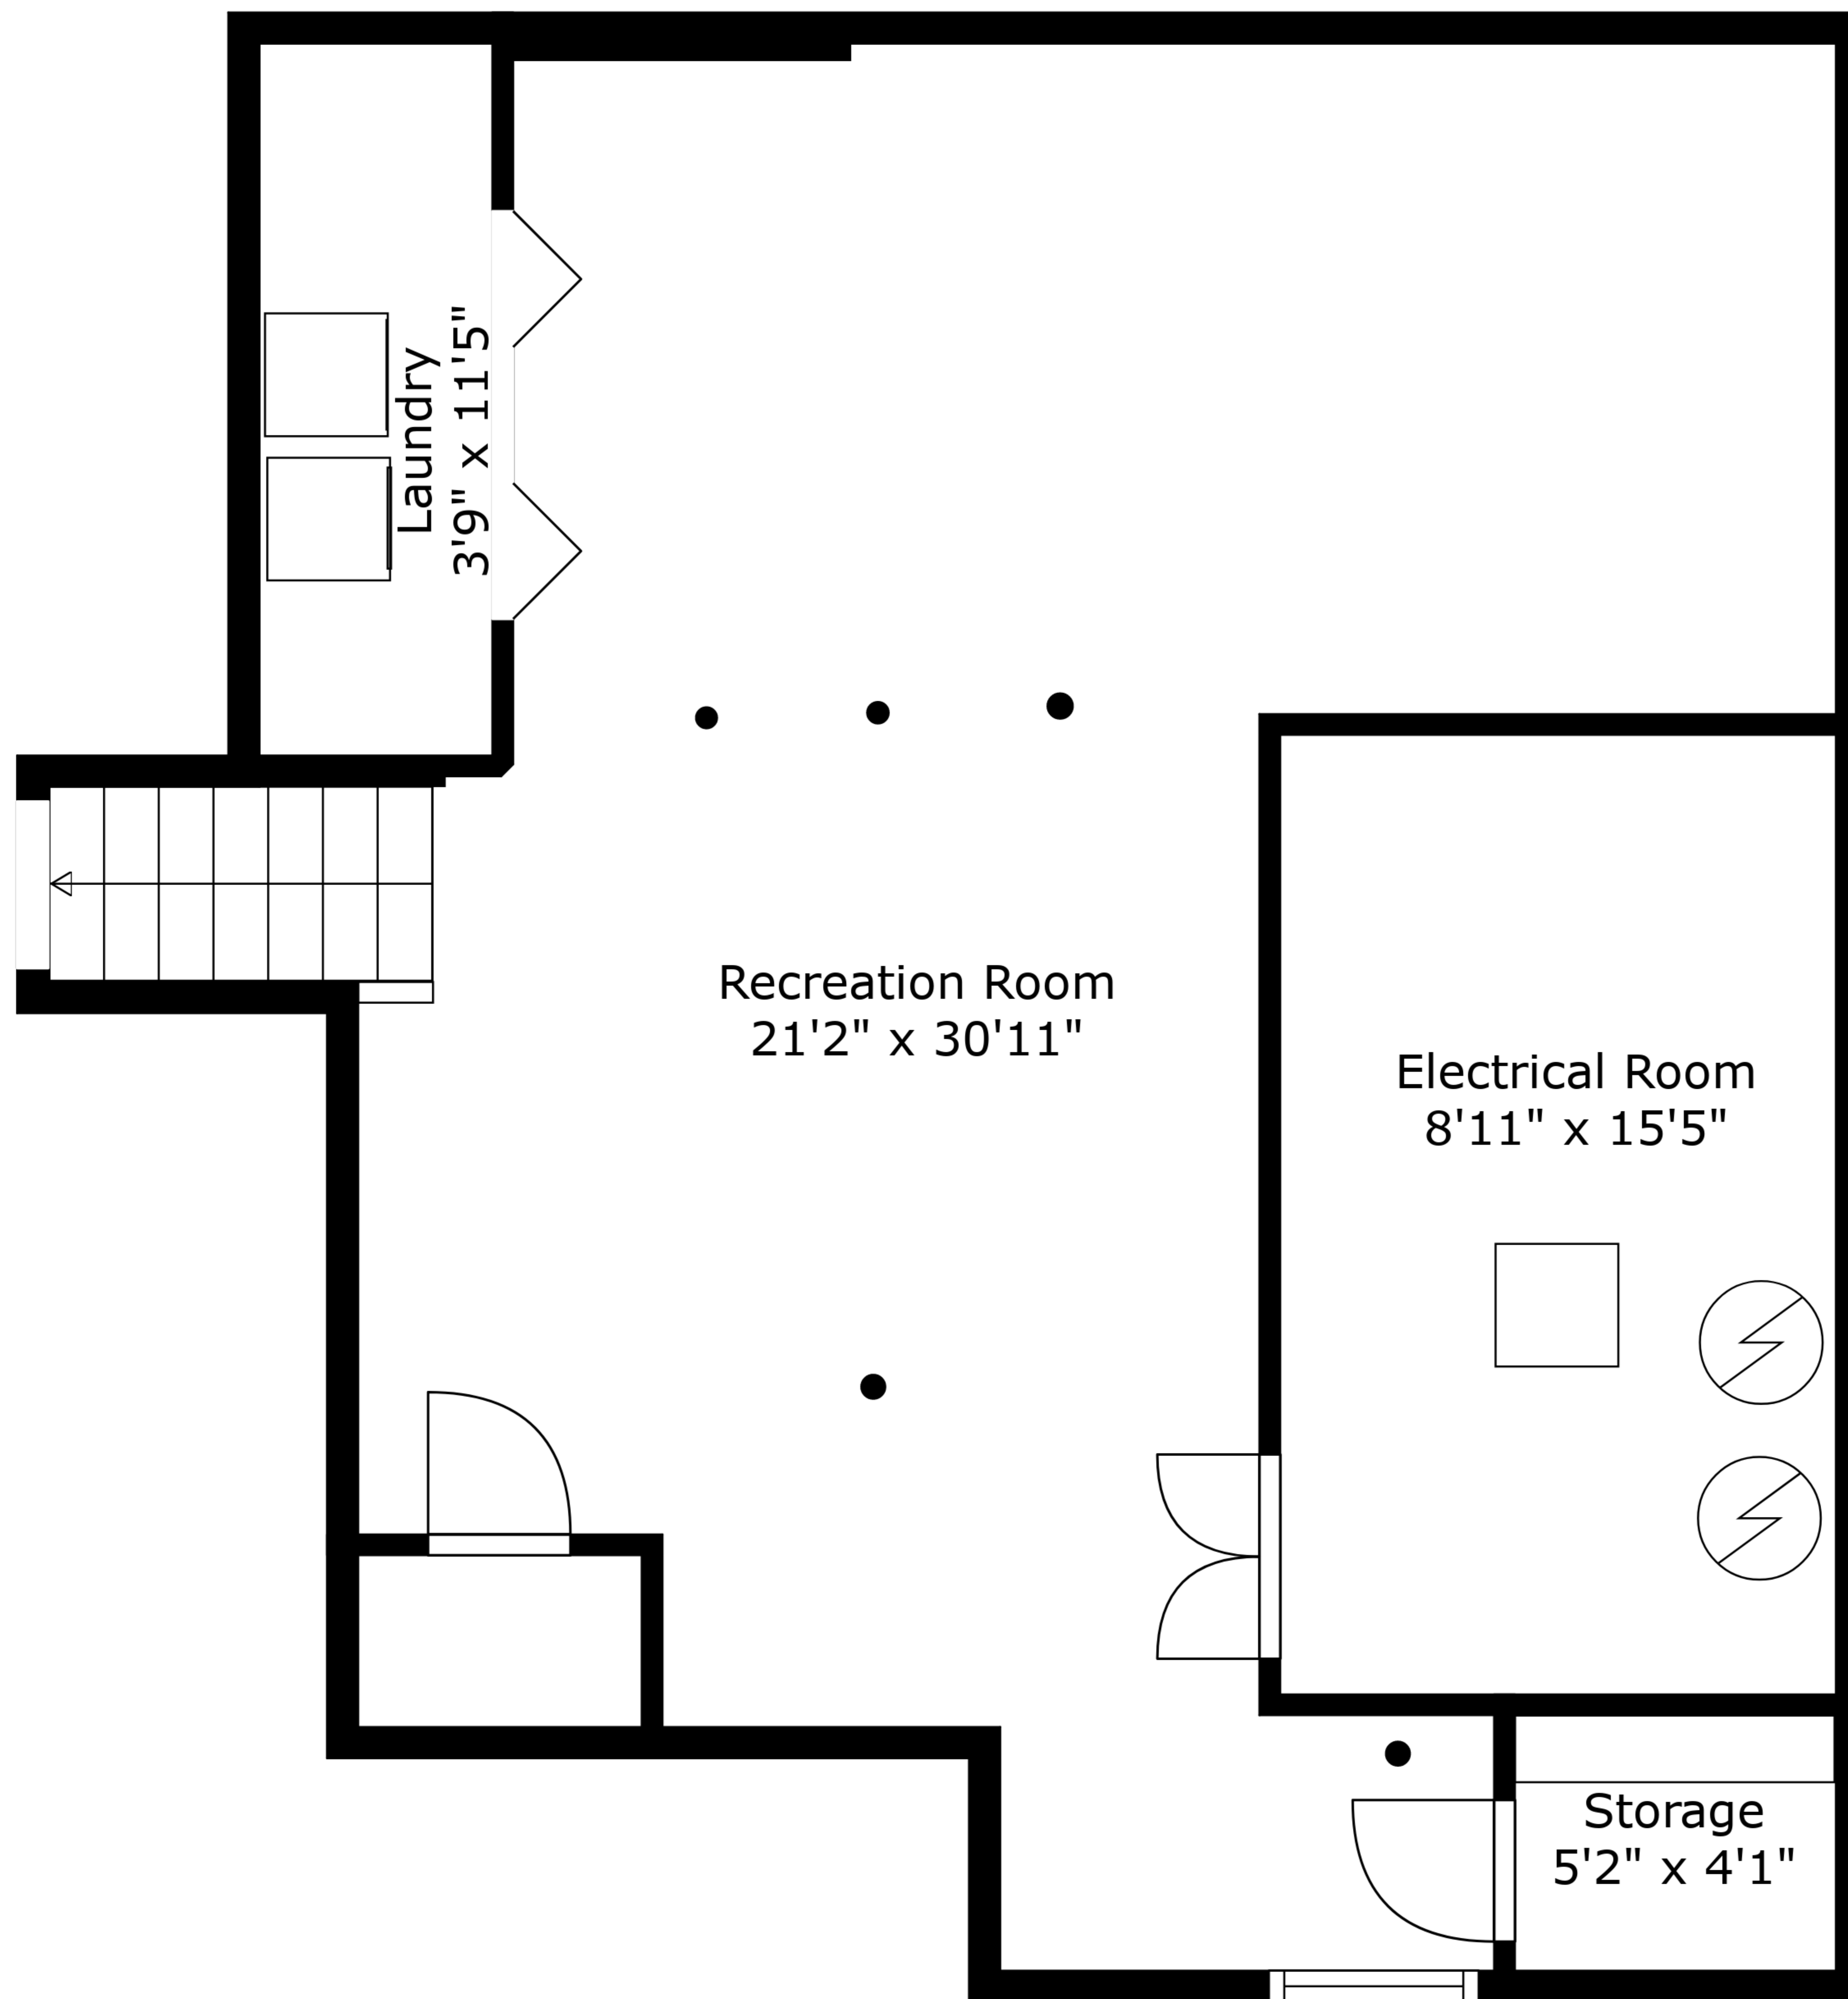 Laundry
3'9" x 11'5"
Recreation Room
21'2" x 30'11"
Electrical Room
8'11" x 15'5"
Storage
5'2" x 4'1"